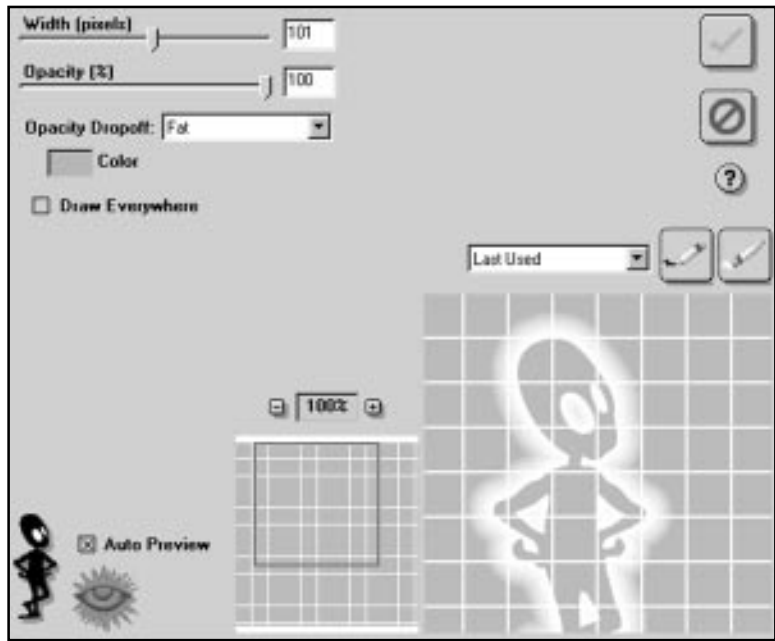 Width (pixels) 101
Opacity (%) 100
Opacity Dropoff: Fat
Color
Draw Everywhere
?
Last Used
100%
Auto Preview